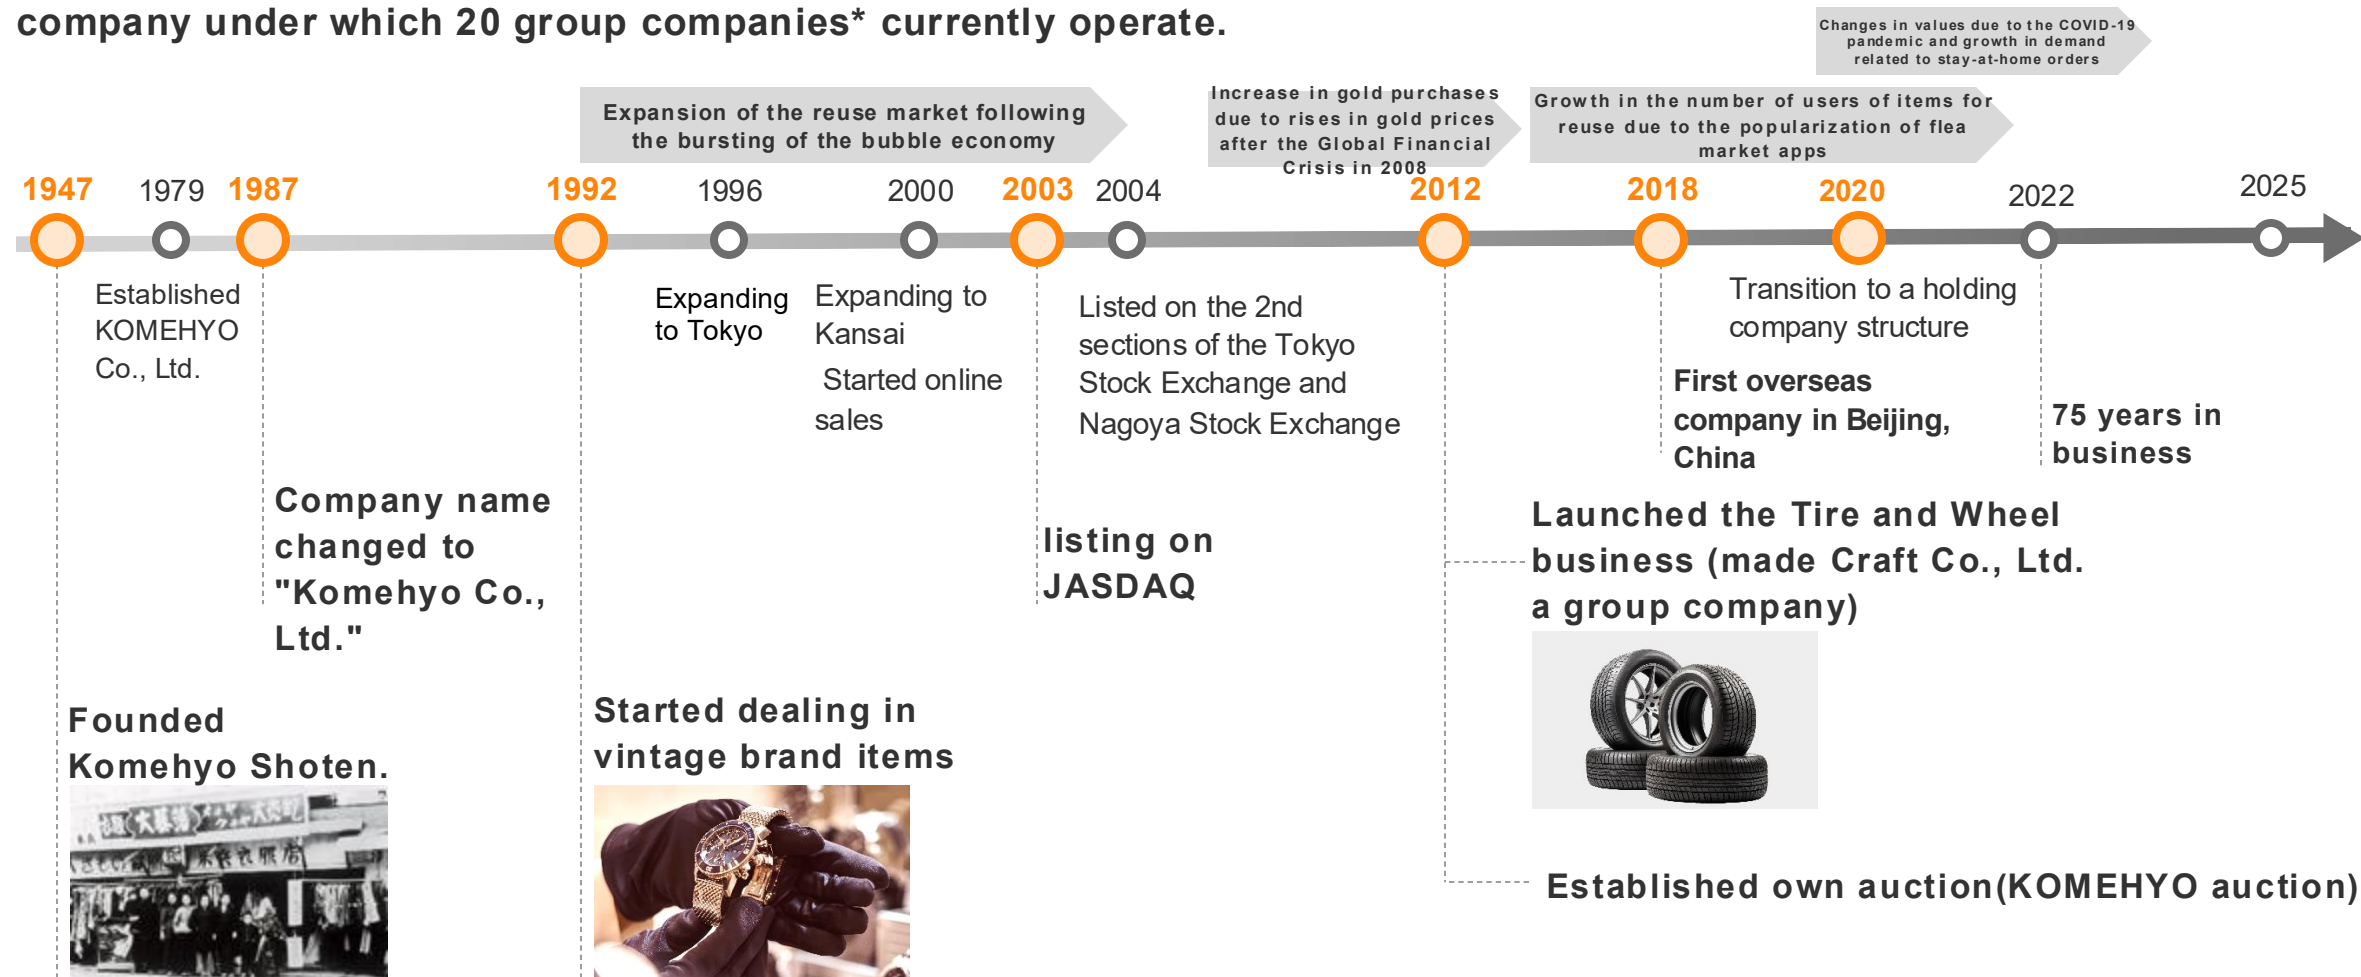 company under which 20 group companies* currently operate.
Changes in values due to the COVID-19
pandemic and growth in demand
related to stay-at-home orders
Expansion of the reuse market following
the bursting of the bubble economy
Increase in gold purchases
due to rises in gold prices
after the Global Financial
Crisis in 2008
Growth in the number of users of items for
reuse due to the popularization of flea
market apps
1947
1979
1987
1992
1996
2000
2003
2004
2012
2018
2020
2022
2025
Established
KOMEHYO
Co., Ltd.
Expanding
to Tokyo
Expanding to
Kansai
Started online
sales
Listed on the 2nd
sections of the Tokyo
Stock Exchange and
Nagoya Stock Exchange
Transition to a holding
company structure
First overseas
company in Beijing,
China
75 years in
business
Company name
changed to
"Komehyo Co.,
Ltd."
listing on
JASDAQ
Launched the Tire and Wheel
business (made Craft Co., Ltd.
a group company)
Founded
Komehyo Shoten.
Started dealing in
vintage brand items
Established own auction(KOMEHYO auction)